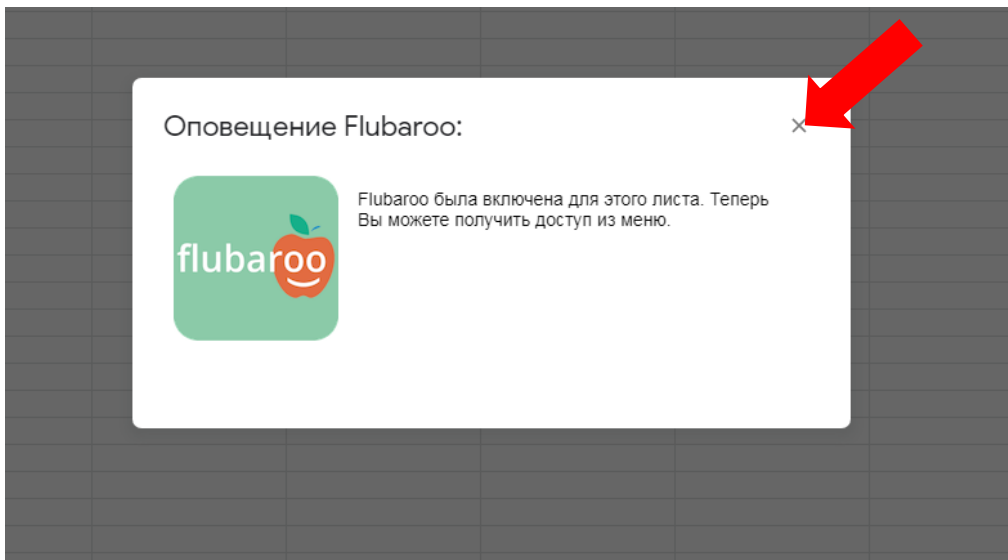 Оповещение Flubaroo:
Flubaroo была включена для этого листа. Теперь
Вы можете получить доступ из меню.
flubaroo